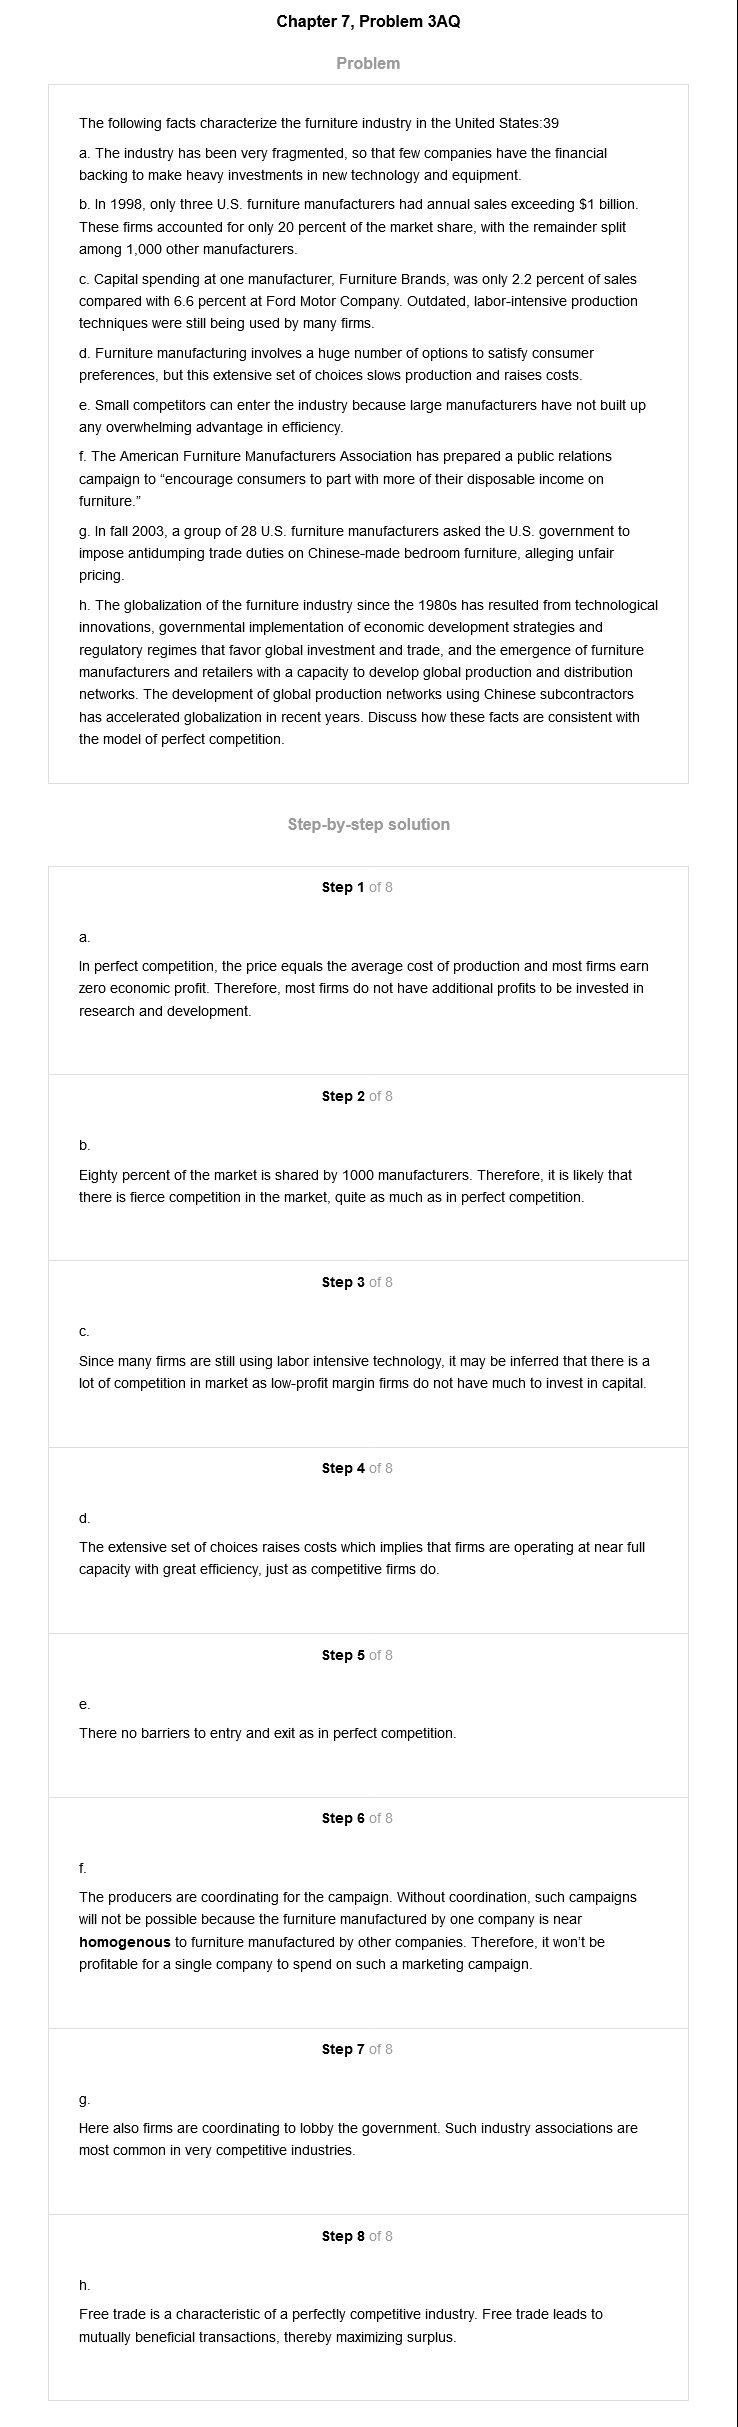 Chapter 7, Problem 3AQ
Problem
The following facts characterize the furniture industry in the United States:39
a. The industry has been very fragmented, so that few companies have the financial
backing to make heavy investments in new technology and equipment.
b. In 1998, only three U.S. furniture manufacturers had annual sales exceeding $1 billion.
These firms accounted for only 20 percent of the market share, with the remainder split
among 1,000 other manufacturers.
c. Capital spending at one manufacturer, Furniture Brands, was only 2.2 percent of sales
compared with 6.6 percent at Ford Motor Company. Outdated, labor-intensive production
techniques were still being used by many firms.
d. Furniture manufacturing involves a huge number of options to satisfy consumer
preferences, but this extensive set of choices slows production and raises costs.
e. Small competitors can enter the industry because large manufacturers have not built up
any overwhelming advantage in efficiency.
f. The American Furniture Manufacturers Association has prepared a public relations
campaign to “encourage consumers to part with more of their disposable income on
furniture.”
g. In fall 2003, a group of 28 U.S. furniture manufacturers asked the U.S. government to
impose antidumping trade duties on Chinese-made bedroom furniture, alleging unfair
pricing.
h. The globalization of the furniture industry since the 1980s has resulted from technological
innovations, governmental implementation of economic development strategies and
regulatory regimes that favor global investment and trade, and the emergence of furniture
manufacturers and retailers with a capacity to develop global production and distribution
networks. The development of global production networks using Chinese subcontractors
has accelerated globalization in recent years. Discuss how these facts are consistent with
the model of perfect competition.
Step-by-step solution
Step 1 of 8
a.
In perfect competition, the price equals the average cost of production and most firms earn
zero economic profit. Therefore, most firms do not have additional profits to be invested in
research and development.
Step 2 of 8
b.
Eighty percent of the market is shared by 1000 manufacturers. Therefore, it is likely that
there is fierce competition in the market, quite as much as in perfect competition.
Step 3 of 8
c.
Since many firms are still using labor intensive technology, it may be inferred that there is a
lot of competition in market as low-profit margin firms do not have much to invest in capital.
Step 4 of 8
d.
The extensive set of choices raises costs which implies that firms are operating at near full
capacity with great efficiency, just as competitive firms do.
Step 5 of 8
e.
There no barriers to entry and exit as in perfect competition.
Step 6 of 8
f.
The producers are coordinating for the campaign. Without coordination, such campaigns
will not be possible because the furniture manufactured by one company is near
homogenous to furniture manufactured by other companies. Therefore, it won’t be
profitable for a single company to spend on such a marketing campaign.
Step 7 of 8
g.
Here also firms are coordinating to lobby the government. Such industry associations are
most common in very competitive industries.
Step 8 of 8
h.
Free trade is a characteristic of a perfectly competitive industry. Free trade leads to
mutually beneficial transactions, thereby maximizing surplus.